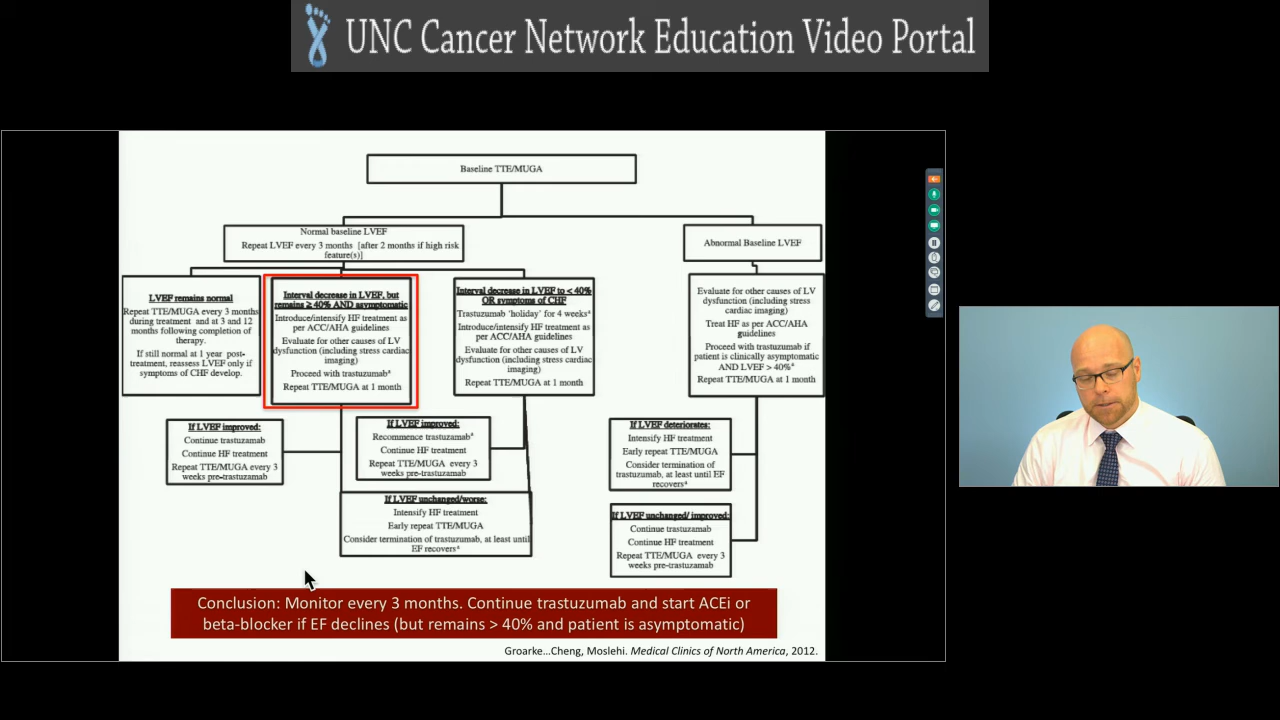 UNC Cancer Network Education Video Portal
Baseline TTE/MUGA
Normal baseline LVEF
Repeat LVEF every 3 months [after 2 months if high risk
feature(s)]
Abnormal Baseline LVEF
LVEF remains normal
Repeat TTE/MUGA every 3 months
during treatment and at 3 and 12
months following completion of
therapy.
If still normal at 1 year post-
treatment, reassess LVEF only if
symptoms of CHF develop.
Interval decrease in LVEF, but
remains ≥ 40% AND asymptomatic
Introduce/intensify HF treatment as
per ACC/AHA guidelines
Evaluate for other causes of LV
dysfunction (including stress cardiac
imaging)
Proceed with trastuzumabᵃ
Repeat TTE/MUGA at 1 month
Interval decrease in LVEF to < 40%
OR symptoms of CHF
Trastuzumab 'holiday' for 4 weeksᵃ
Introduce/intensify HF treatment as
per ACC/AHA guidelines
Evaluate for other causes of LV
dysfunction (including stress cardiac
imaging)
Repeat TTE/MUGA at 1 month
Evaluate for other causes of LV
dysfunction (including stress
cardiac imaging)
Treat HF as per ACC/AHA
guidelines
Proceed with trastuzumab if
patient is clinically asymptomatic
AND LVEF > 40%ᵃ
Repeat TTE/MUGA at 1 month
If LVEF improved:
Continue trastuzumab
Continue HF treatment
Repeat TTE/MUGA every 3
weeks pre-trastuzumab
If LVEF improved:
Recommence trastuzumabᵃ
Continue HF treatment
Repeat TTE/MUGA every 3
weeks pre-trastuzumab
If LVEF unchanged/worse:
Intensify HF treatment
Early repeat TTE/MUGA
Consider termination of trastuzumab, at least until
EF recoversᵃ
If LVEF deteriorates:
Intensify HF treatment
Early repeat TTE/MUGA
Consider termination of
trastuzumab, at least until EF
recoversᵃ
If LVEF unchanged/ improved:
Continue trastuzumab
Continue HF treatment
Repeat TTE/MUGA every 3
weeks pre-trastuzumab
Conclusion: Monitor every 3 months. Continue trastuzumab and start ACEi or
beta-blocker if EF declines (but remains > 40% and patient is asymptomatic)
Groarke…Cheng, Moslehi. Medical Clinics of North America, 2012.